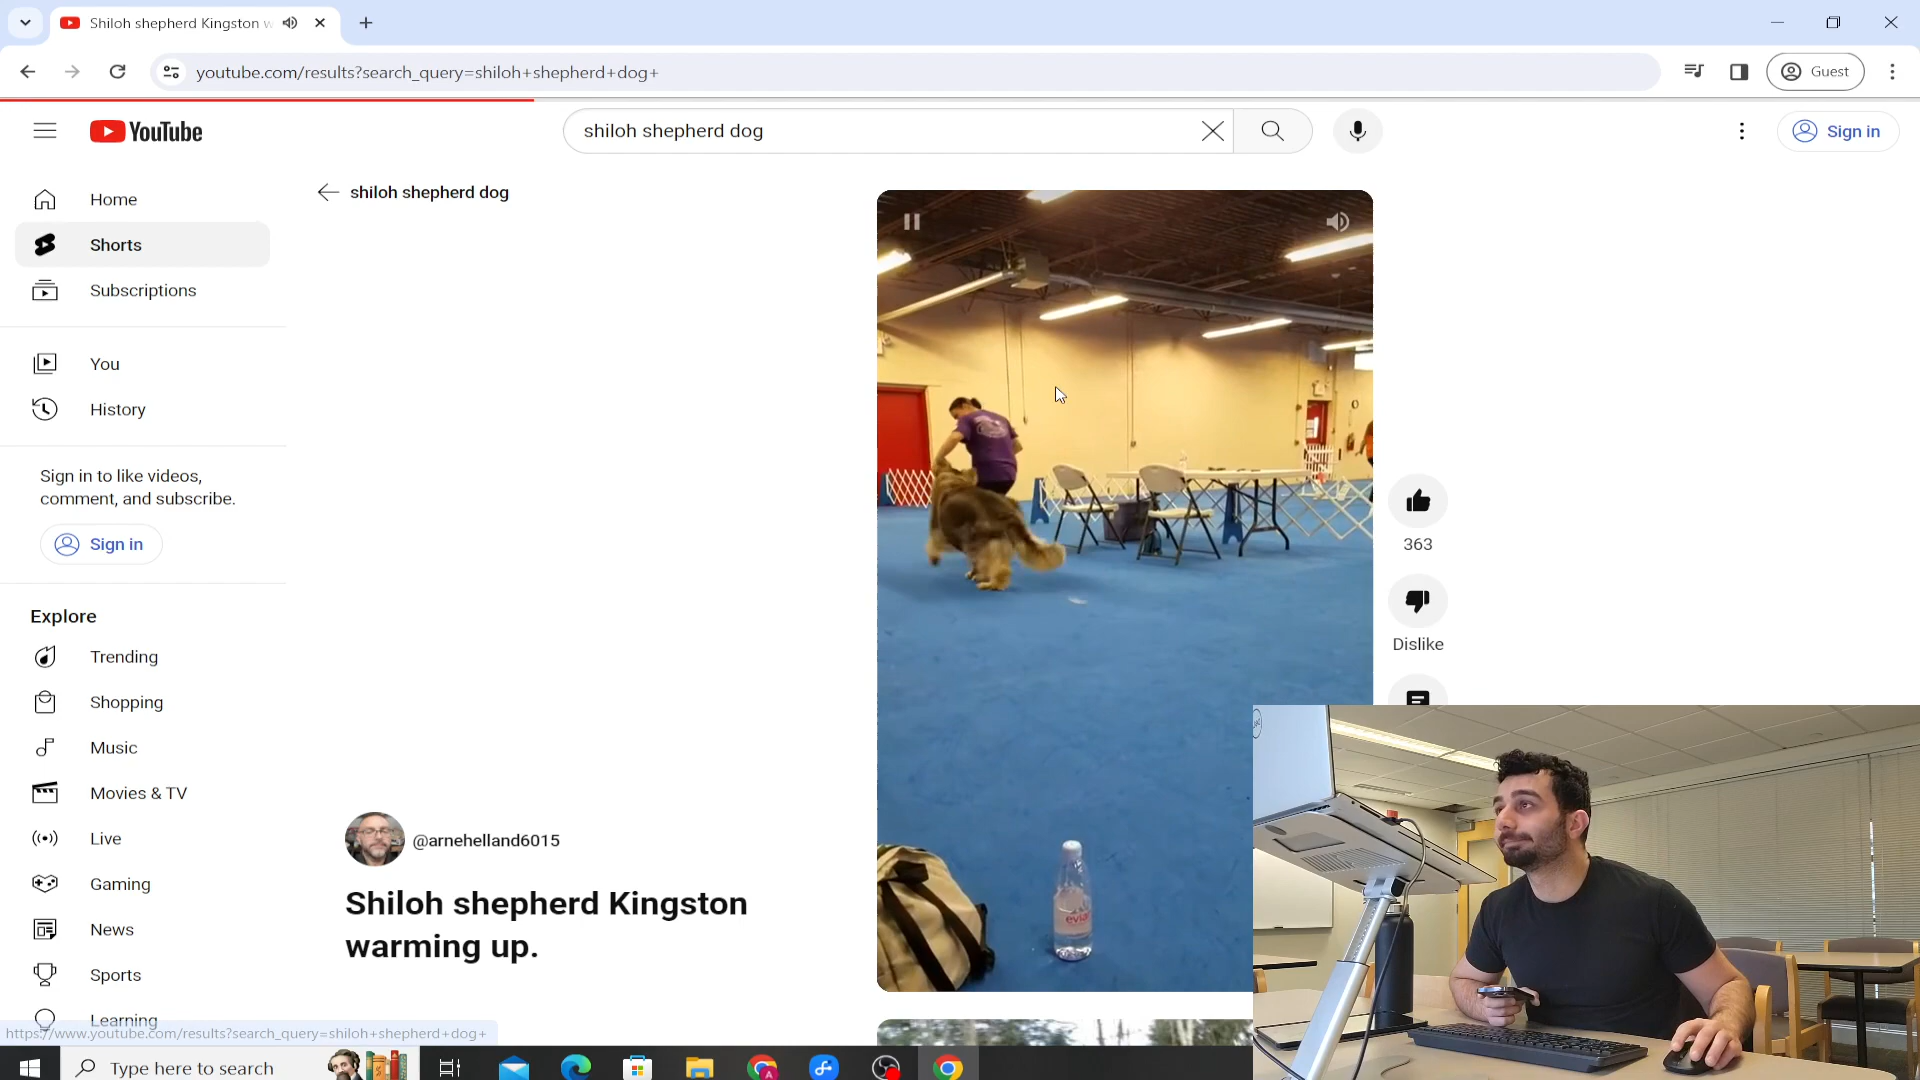 Shiloh shepherd Kingston w
youtube.com/results?search_query=shiloh+shepherd+dog+
Guest
YouTube
shiloh shepherd dog
Sign in
Home
Shorts
Subscriptions
You
History
Sign in to like videos,
comment, and subscribe.
Sign in
Explore
Trending
Shopping
Music
Movies & TV
Live
Gaming
News
Sports
Learning
shiloh shepherd dog
363
Dislike
evian
@arnehelland6015
Shiloh shepherd Kingston
warming up.
https://www.youtube.com/results?search_query=shiloh+shepherd+dog+
Type here to search
A